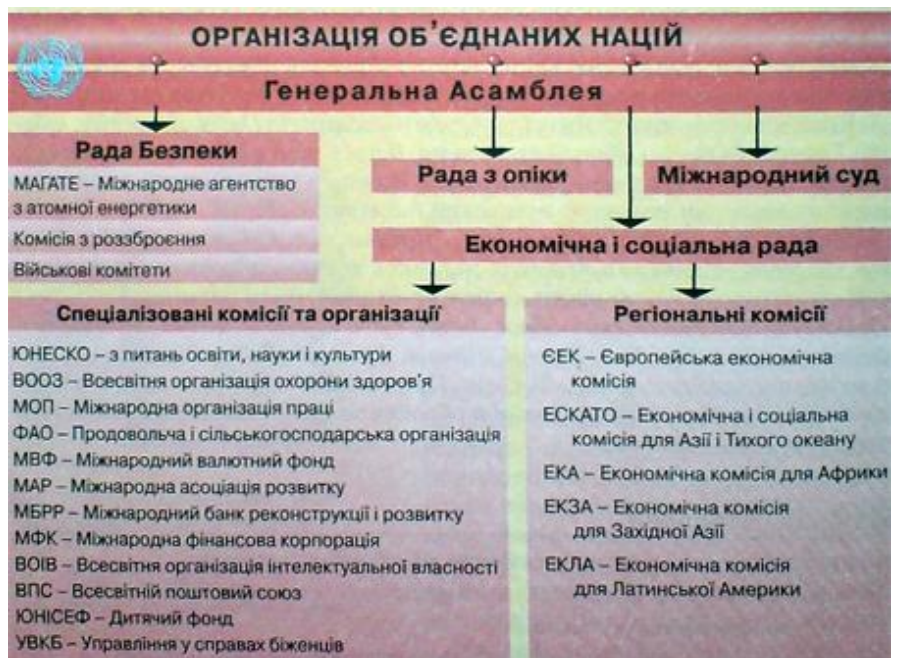 ОРГАНІЗАЦІЯ ОБ'ЄДНАНИХ НАЦІЙ
Генеральна Асамблея
Рада Безпеки
МАГАТЕ – Міжнародне агентство
з атомної енергетики
Комісія з роззброєння
Військові комітети
Рада з опіки
Міжнародний суд
Економічна і соціальна рада
Спеціалізовані комісії та організації
ЮНЕСКО – з питань освіти, науки і культури
ВООЗ – Всесвітня організація охорони здоров'я
МОП – Міжнародна організація праці
ФАО – Продовольча і сільськогосподарська організація
МВФ – Міжнародний валютний фонд
МАР – Міжнародна асоціація розвитку
МБРР – Міжнародний банк реконструкції і розвитку
МФК – Міжнародна фінансова корпорація
ВОІВ – Всесвітня організація інтелектуальної власності
ВПС – Всесвітній поштовий союз
ЮНІСЕФ – Дитячий фонд
УВКБ – Управління у справах біженців
Регіональні комісії
ЄЕК – Європейська економічна
комісія
ЕСКАТО – Економічна і соціальна
комісія для Азії і Тихого океану
ЕКА – Економічна комісія для Африки
ЕКЗА – Економічна комісія
для Західної Азії
ЕКЛА – Економічна комісія
для Латинської Америки